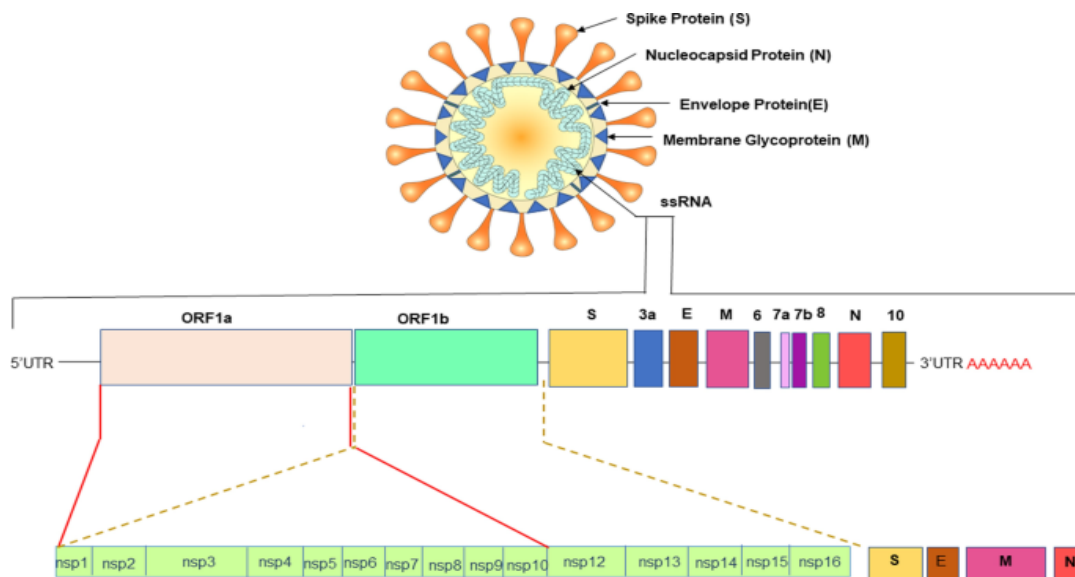 Spike Protein (S)
Nucleocapsid Protein (N)
Envelope Protein(E)
Membrane Glycoprotein (M)
ssRNA
ORF1a ORF1b S 3a E M 6 7a 7b 8 N 10
5'UTR 3'UTR AAAAAA
nsp1 nsp2 nsp3 nsp4 nsp5 nsp6 nsp7 nsp8 nsp9 nsp10 nsp12 nsp13 nsp14 nsp15 nsp16 S E M N